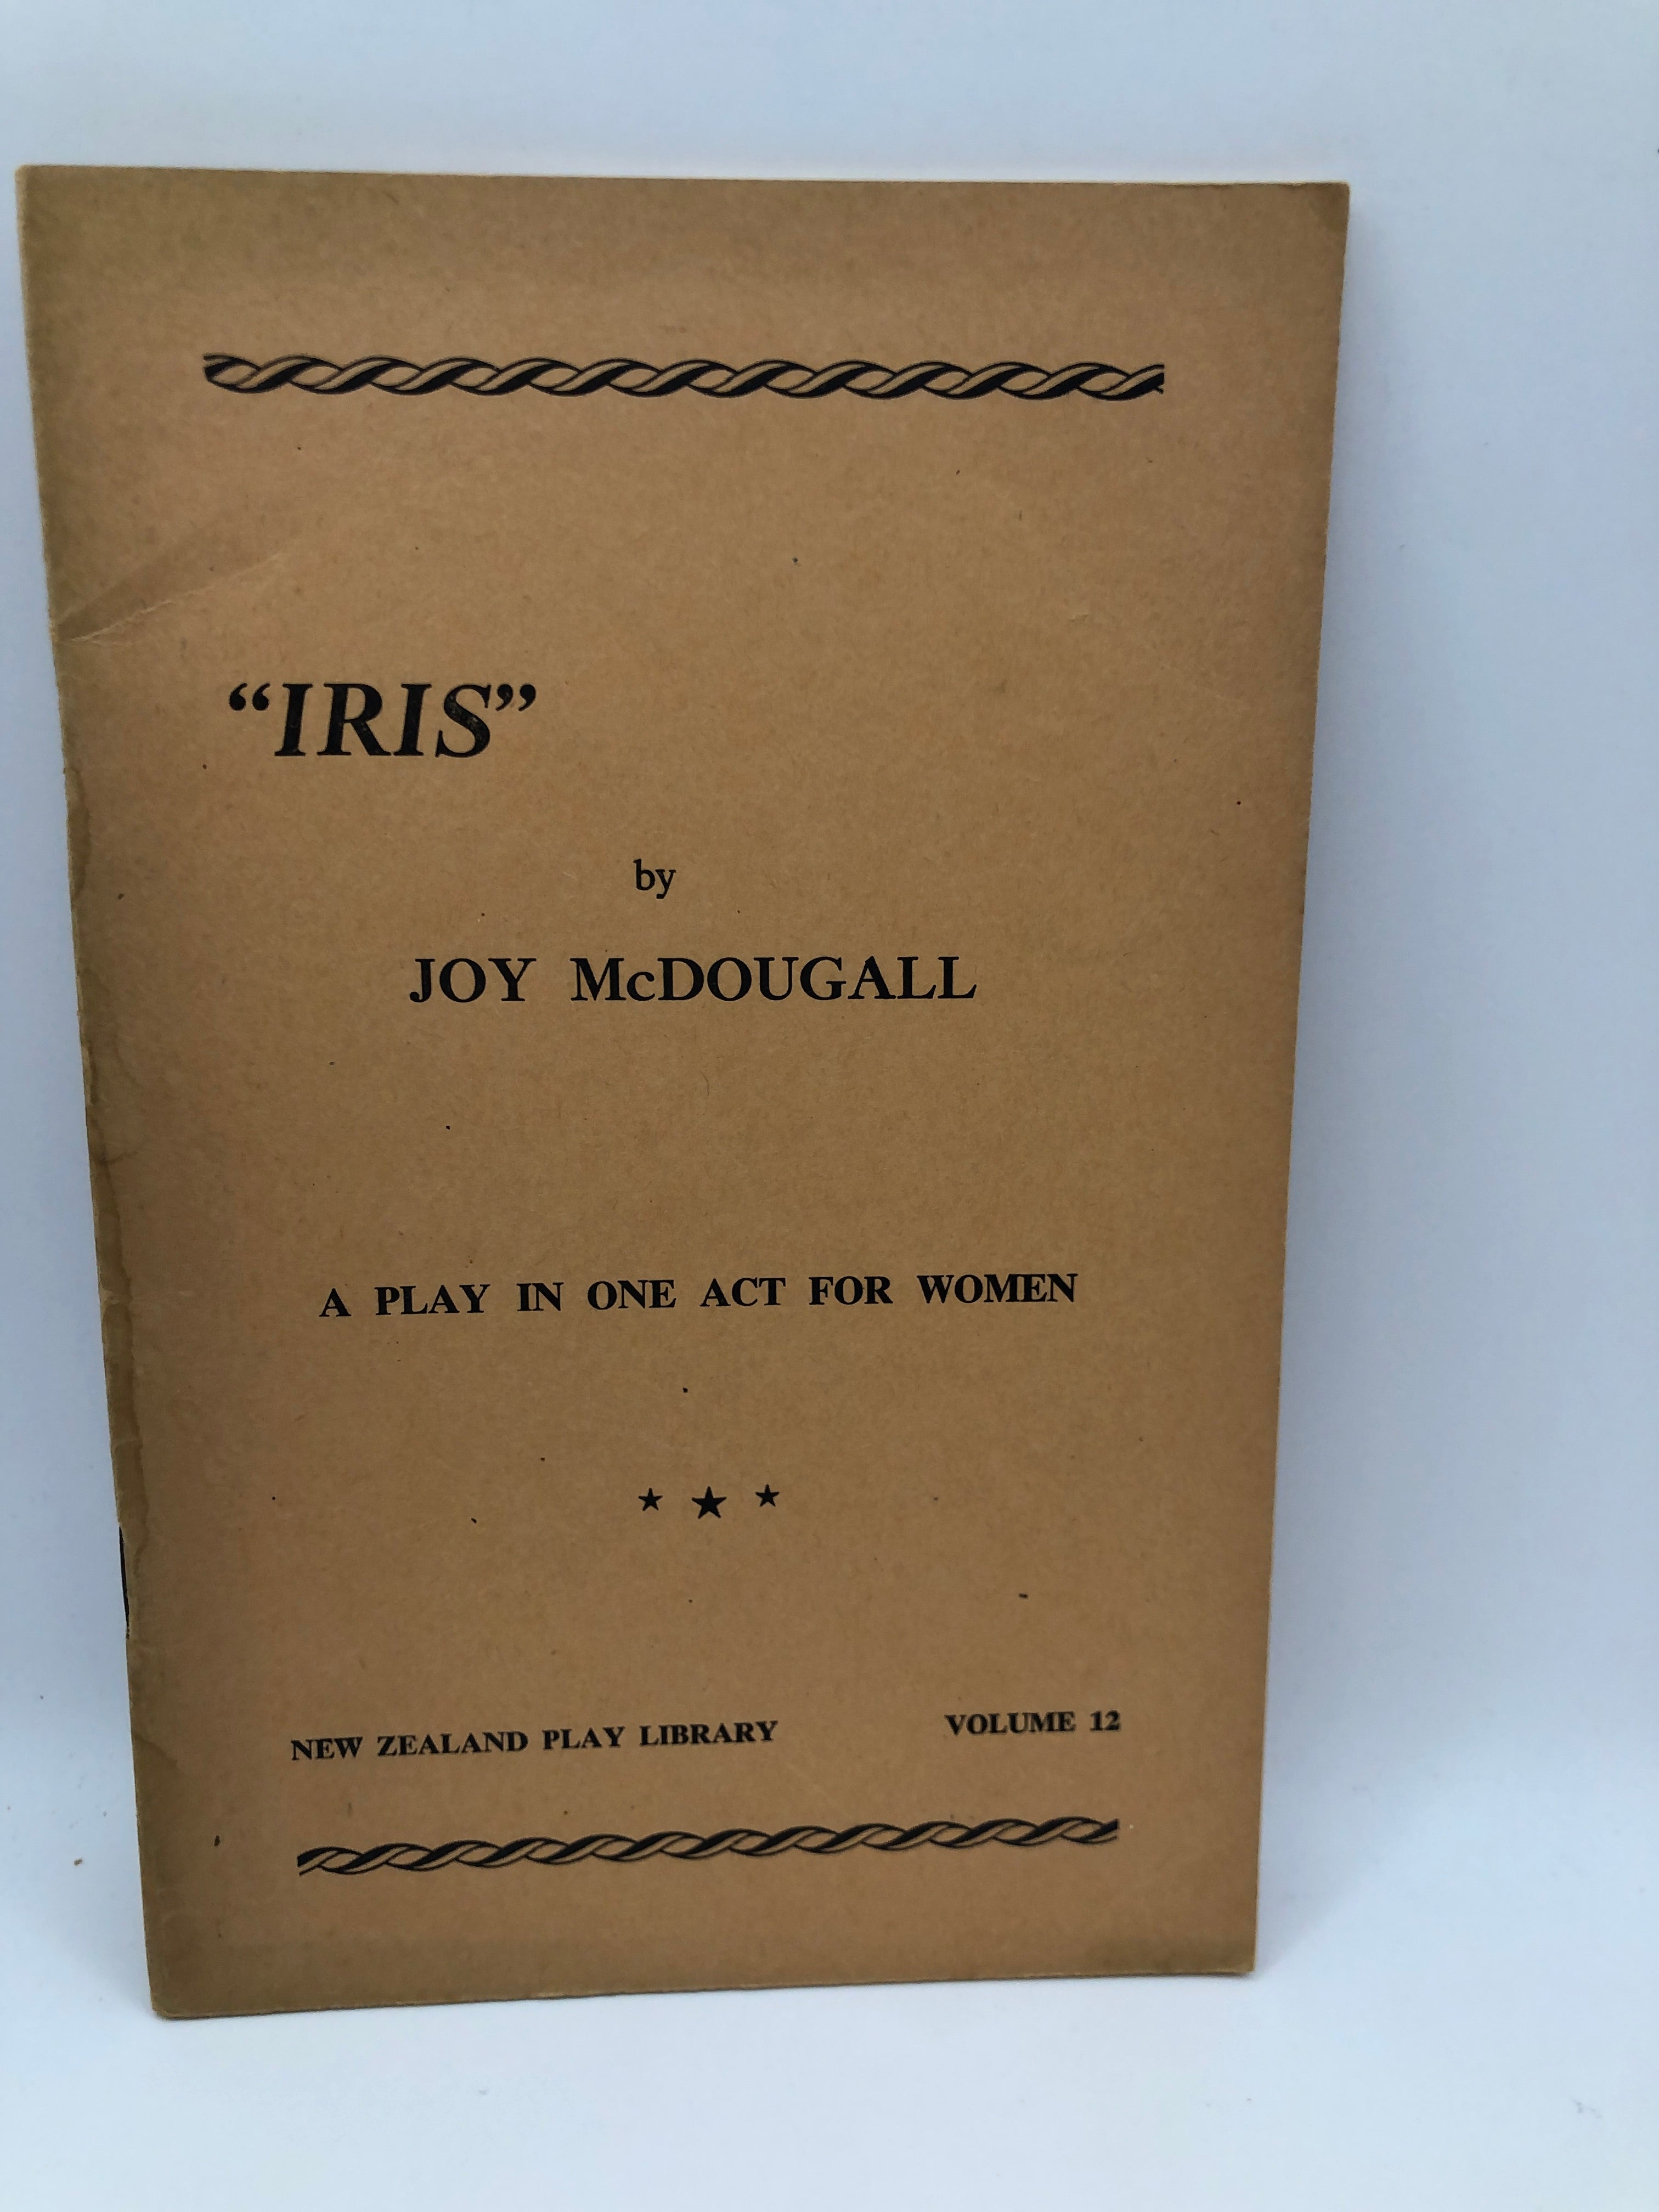 “IRIS”
by
JOY McDOUGALL
A PLAY IN ONE ACT FOR WOMEN
NEW ZEALAND PLAY LIBRARY VOLUME 12